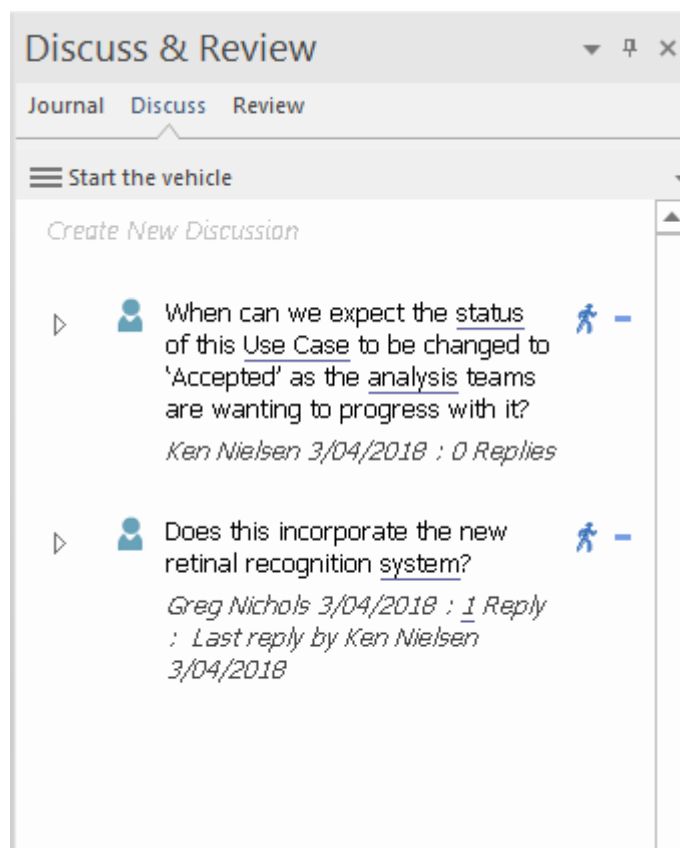 Discuss & Review
Journal Discuss Review
Start the vehicle
Create New Discussion
When can we expect the status
of this Use Case to be changed to
'Accepted' as the analysis teams
are wanting to progress with it?
Ken Nielsen 3/04/2018 : 0 Replies
Does this incorporate the new
retinal recognition system?
Greg Nichols 3/04/2018 : 1 Reply
: Last reply by Ken Nielsen
3/04/2018